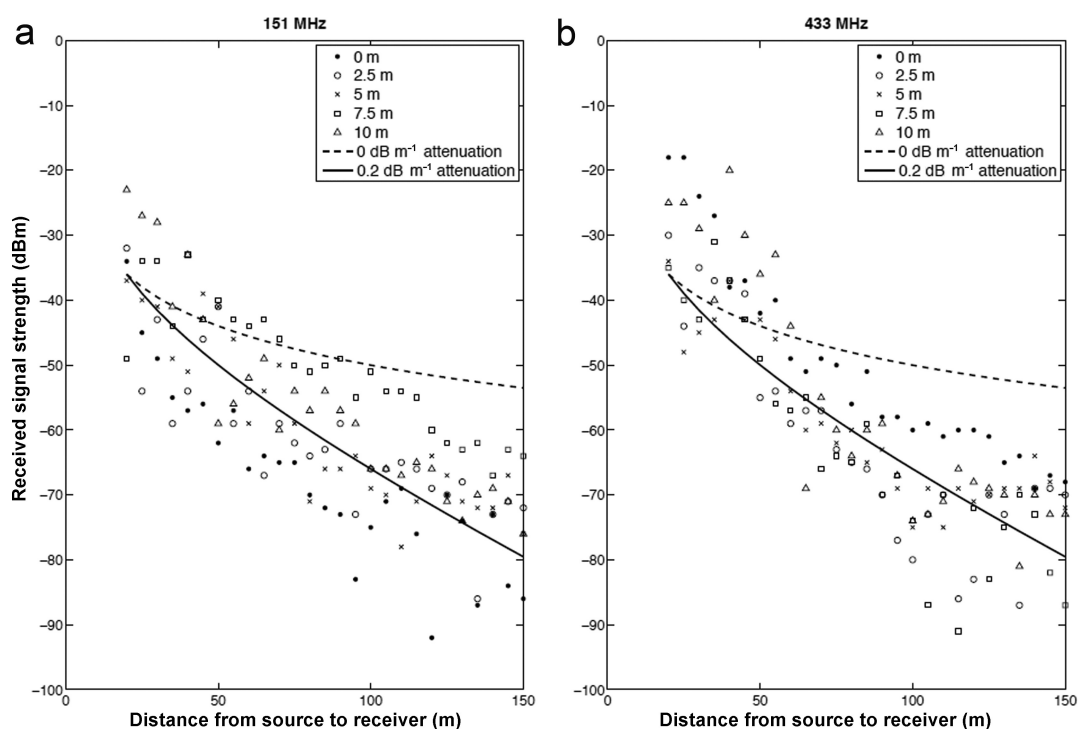 a
151 MHz
0 m
2.5 m
5 m
7.5 m
10 m
0 dB m⁻¹ attenuation
0.2 dB m⁻¹ attenuation
0
−10
−20
−30
−40
−50
−60
−70
−80
−90
−100
0
50
100
150
Received signal strength (dBm)
Distance from source to receiver (m)
b
433 MHz
0 m
2.5 m
5 m
7.5 m
10 m
0 dB m⁻¹ attenuation
0.2 dB m⁻¹ attenuation
0
−10
−20
−30
−40
−50
−60
−70
−80
−90
−100
0
50
100
150
Distance from source to receiver (m)